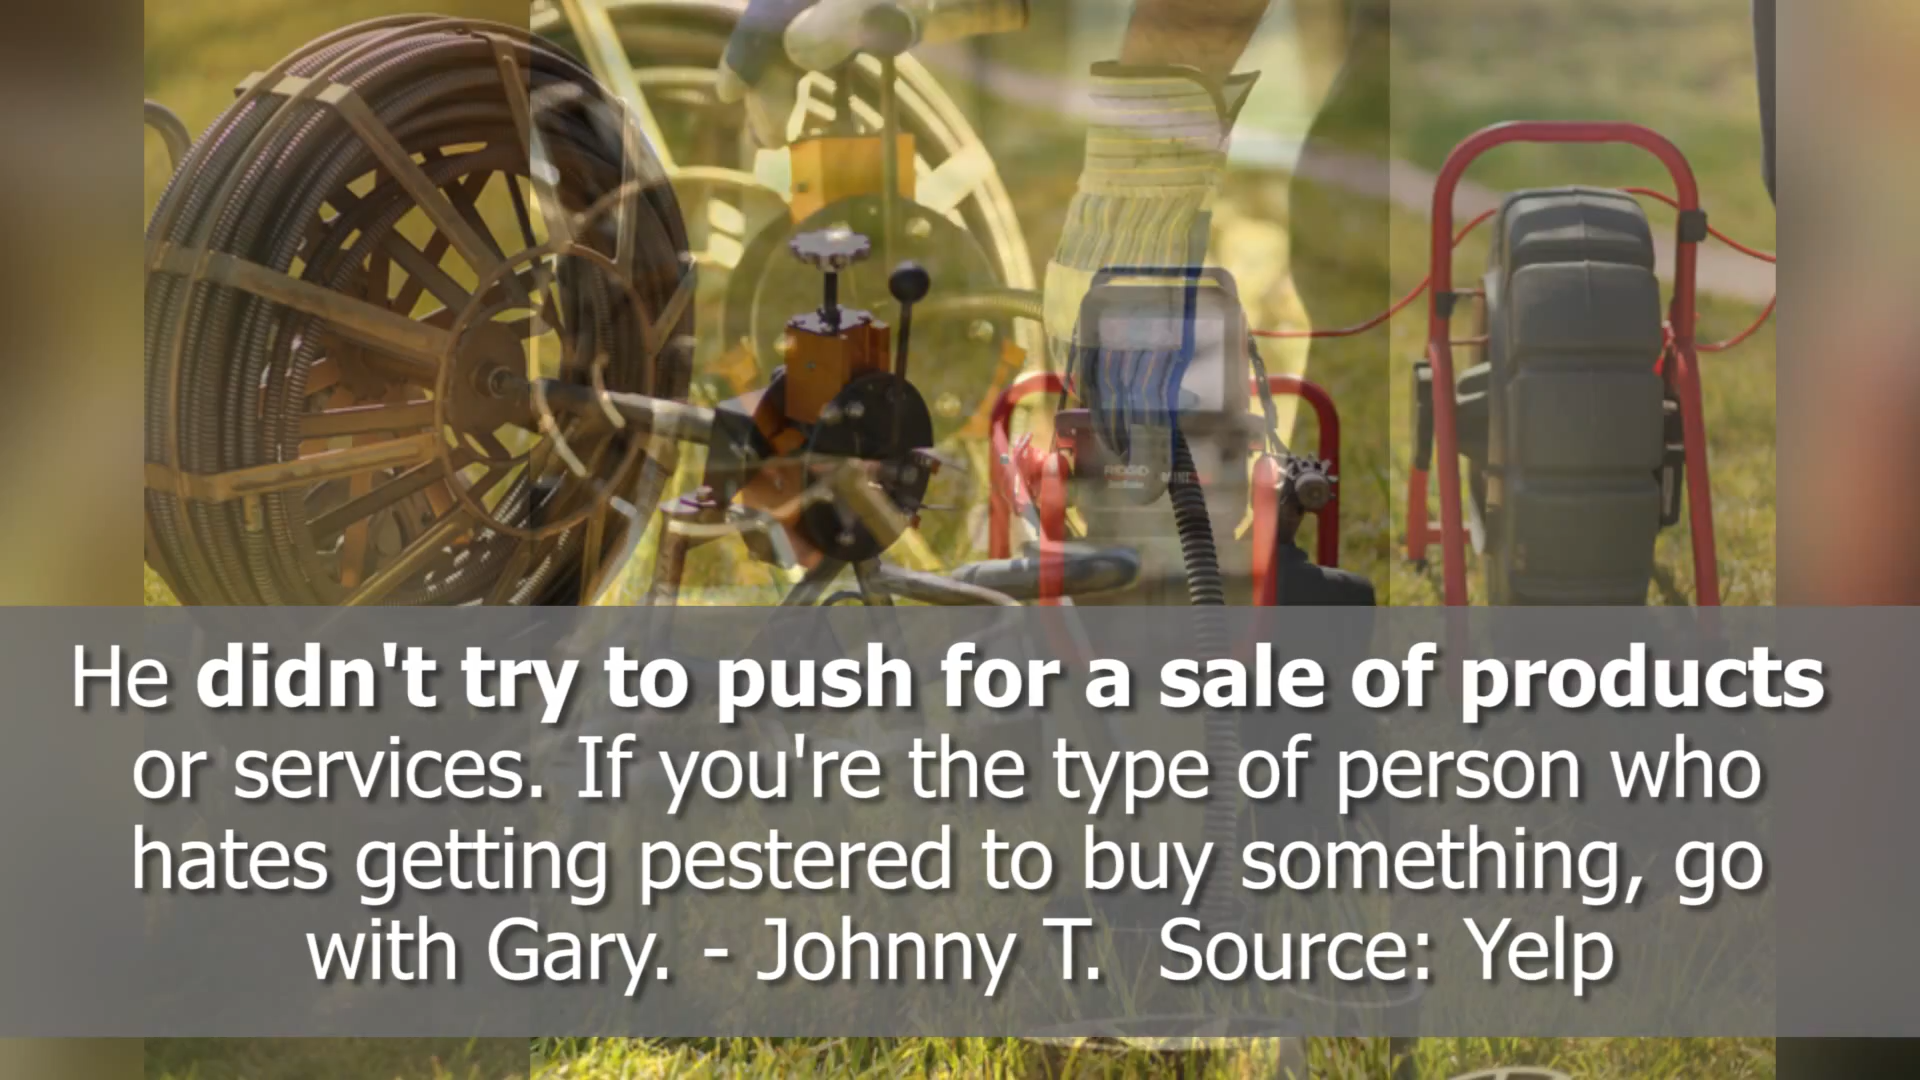 RIDGID
He didn't try to push for a sale of products
or services. If you're the type of person who
hates getting pestered to buy something, go
with Gary. - Johnny T.  Source: Yelp